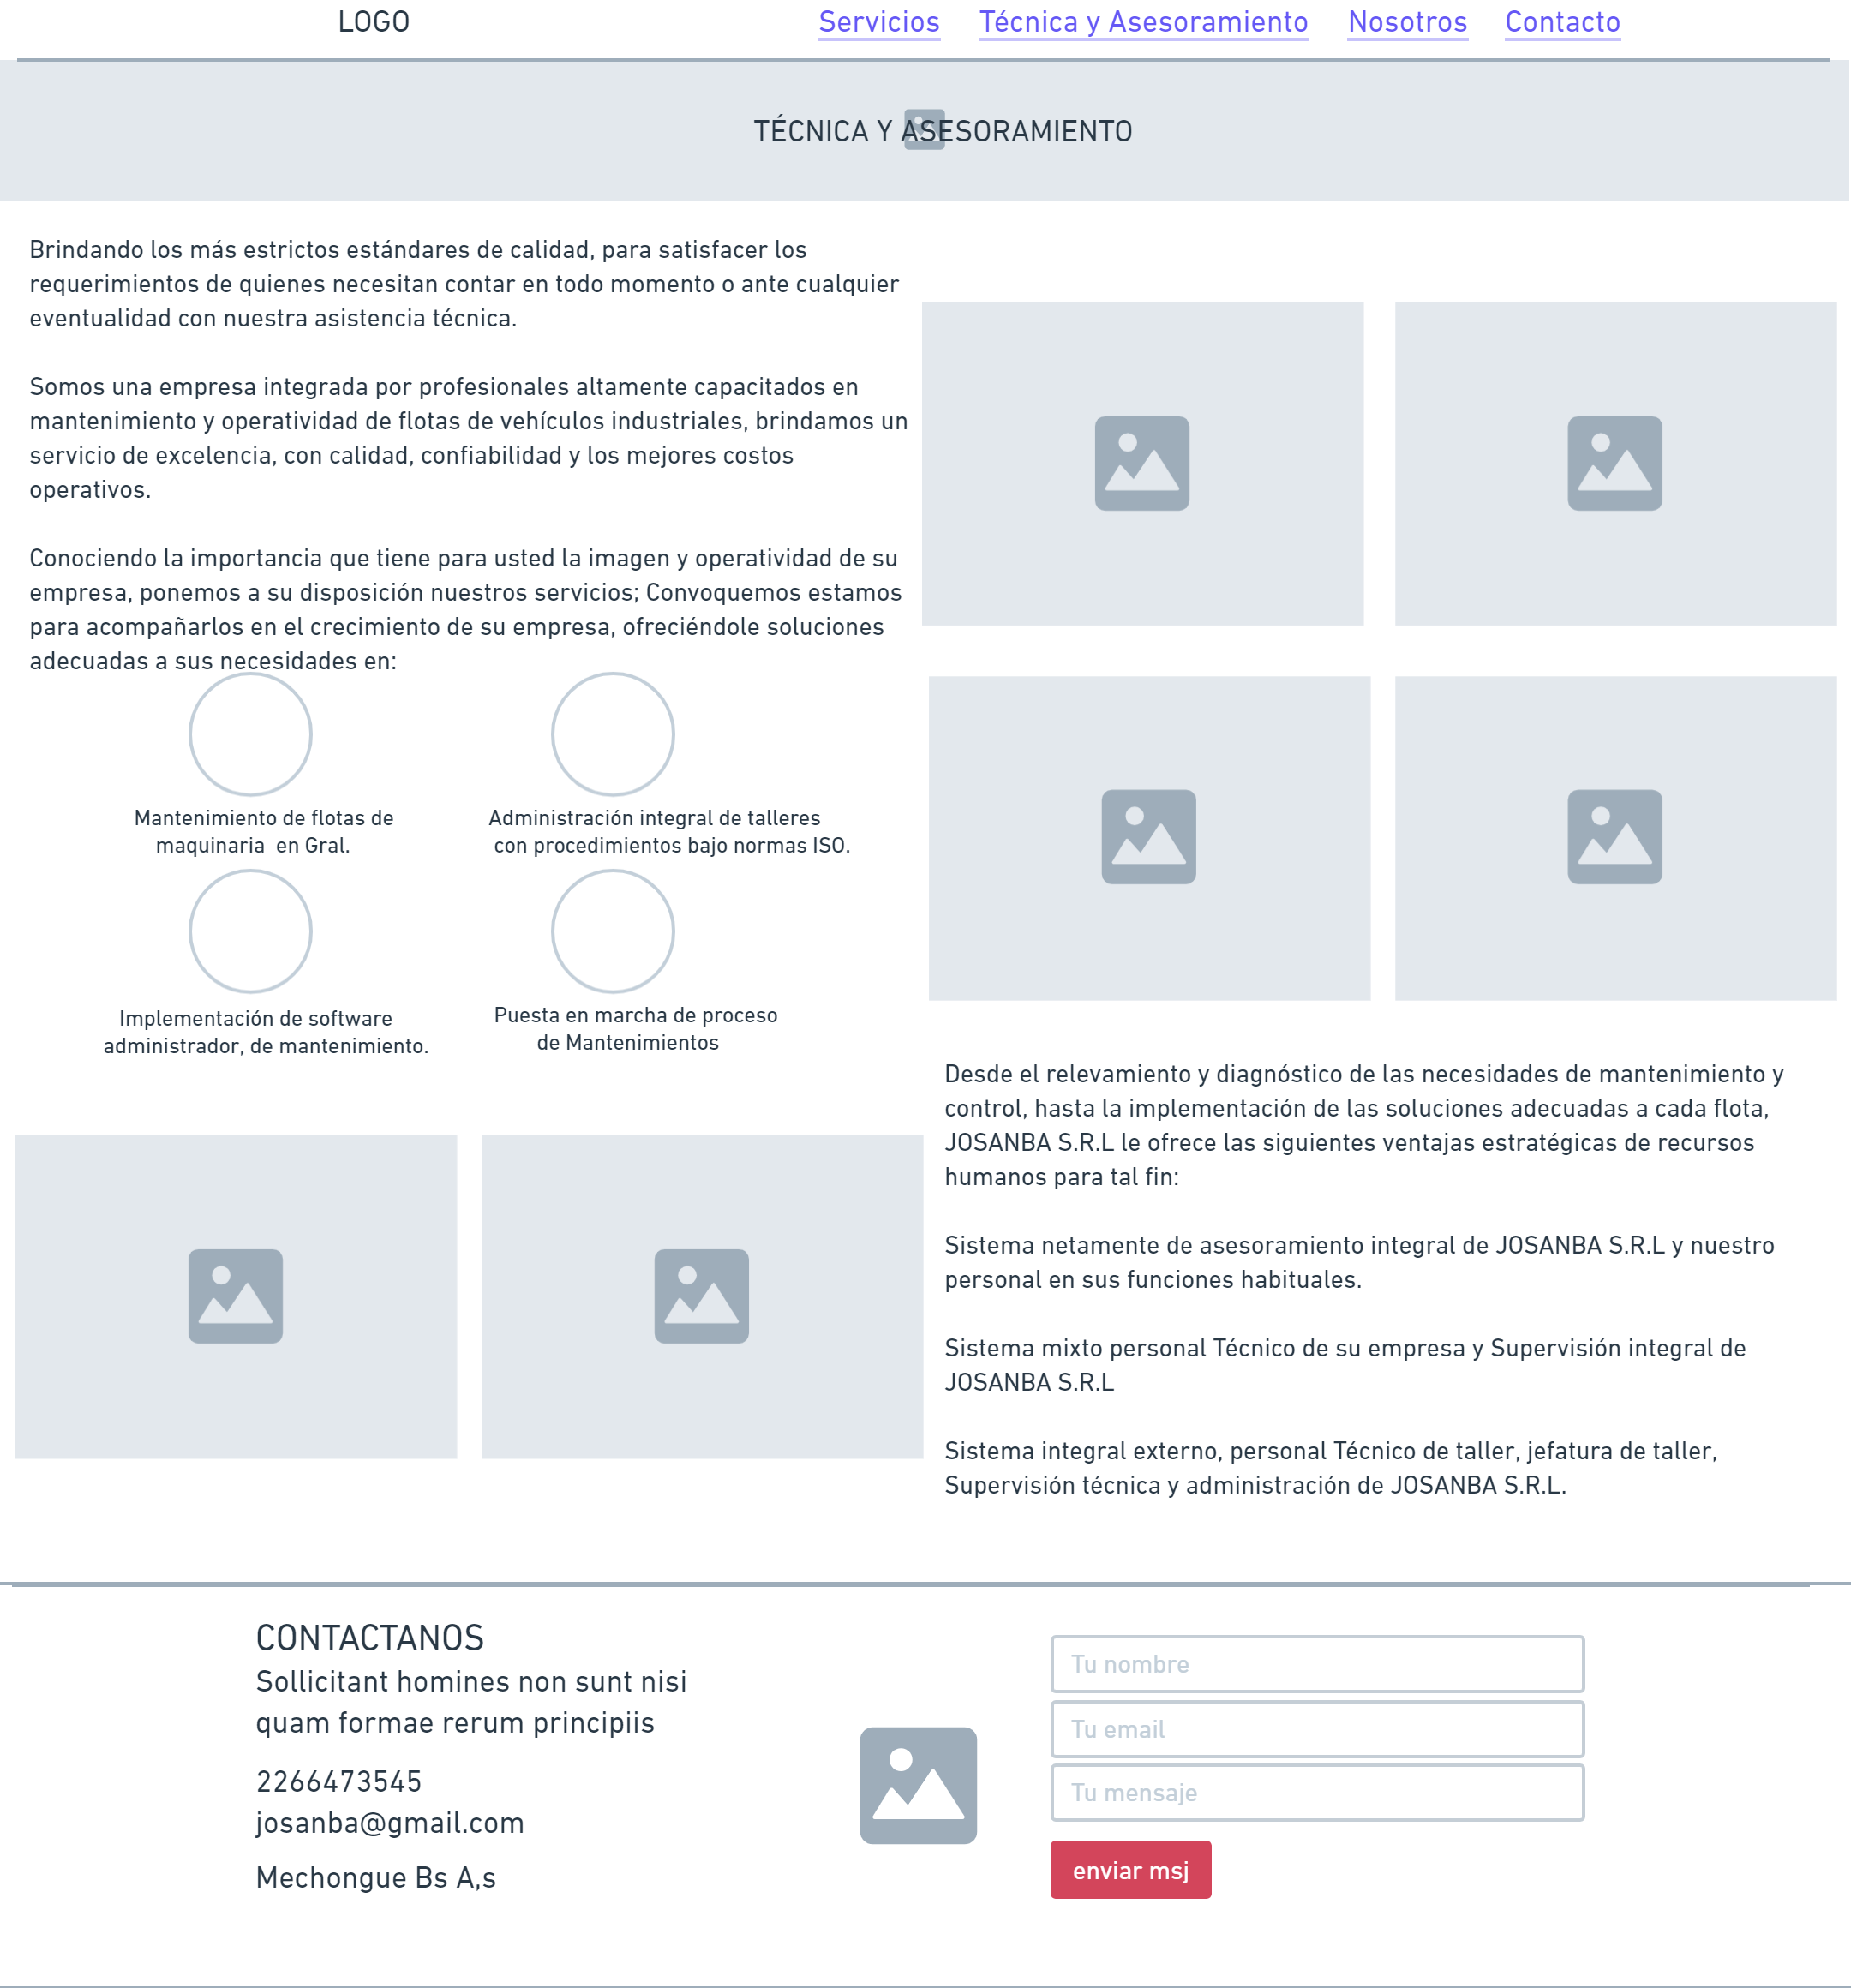 LOGO
Servicios
Técnica y Asesoramiento
Nosotros
Contacto
TÉCNICA Y ASESORAMIENTO
Brindando los más estrictos estándares de calidad, para satisfacer los
requerimientos de quienes necesitan contar en todo momento o ante cualquier
eventualidad con nuestra asistencia técnica.
Somos una empresa integrada por profesionales altamente capacitados en
mantenimiento y operatividad de flotas de vehículos industriales, brindamos un
servicio de excelencia, con calidad, confiabilidad y los mejores costos
operativos.
Conociendo la importancia que tiene para usted la imagen y operatividad de su
empresa, ponemos a su disposición nuestros servicios; Convoquemos estamos
para acompañarlos en el crecimiento de su empresa, ofreciéndole soluciones
adecuadas a sus necesidades en:
Mantenimiento de flotas de
maquinaria  en Gral.
Administración integral de talleres
con procedimientos bajo normas ISO.
Implementación de software
administrador, de mantenimiento.
Puesta en marcha de proceso
de Mantenimientos
Desde el relevamiento y diagnóstico de las necesidades de mantenimiento y
control, hasta la implementación de las soluciones adecuadas a cada flota,
JOSANBA S.R.L le ofrece las siguientes ventajas estratégicas de recursos
humanos para tal fin:
Sistema netamente de asesoramiento integral de JOSANBA S.R.L y nuestro
personal en sus funciones habituales.
Sistema mixto personal Técnico de su empresa y Supervisión integral de
JOSANBA S.R.L
Sistema integral externo, personal Técnico de taller, jefatura de taller,
Supervisión técnica y administración de JOSANBA S.R.L.
CONTACTANOS
Sollicitant homines non sunt nisi
quam formae rerum principiis
2266473545
josanba@gmail.com
Mechongue Bs A,s
Tu nombre
Tu email
Tu mensaje
enviar msj